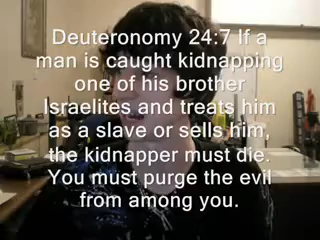 Deuteronomy 24:7 If a
man is caught kidnapping
one of his brother
Israelites and treats him
as a slave or sells him,
the kidnapper must die.
You must purge the evil
from among you.